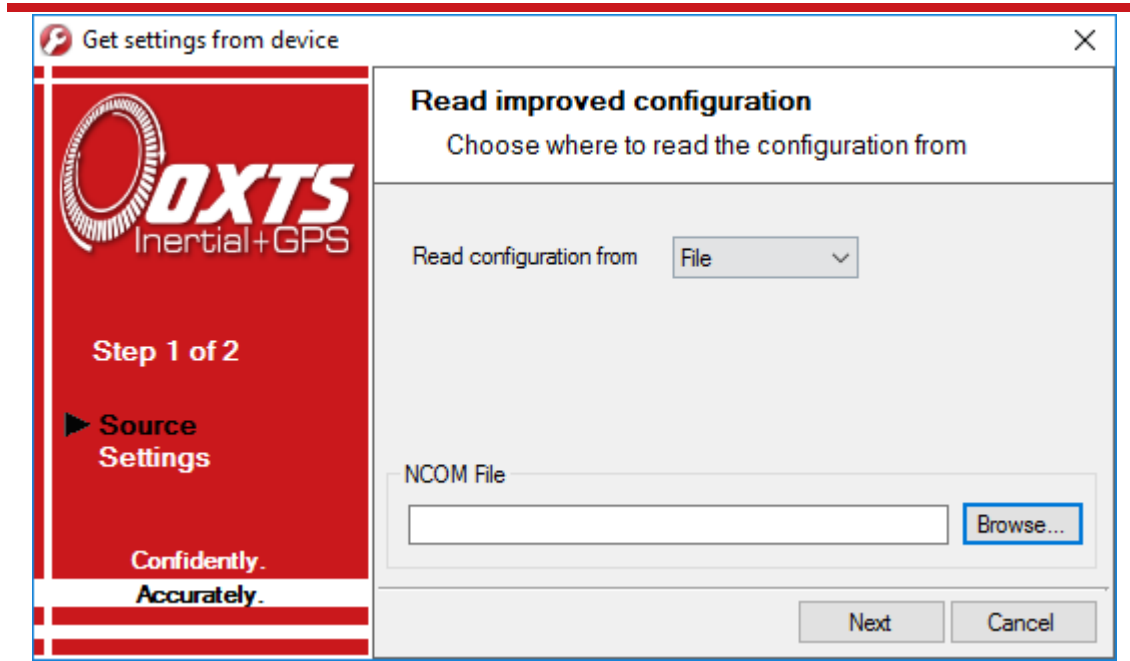 Get settings from device
OXTS
Inertial+GPS
Step 1 of 2
Source
Settings
Confidently.
Accurately.
Read improved configuration
Choose where to read the configuration from
Read configuration from File
NCOM File
Browse...
Next Cancel